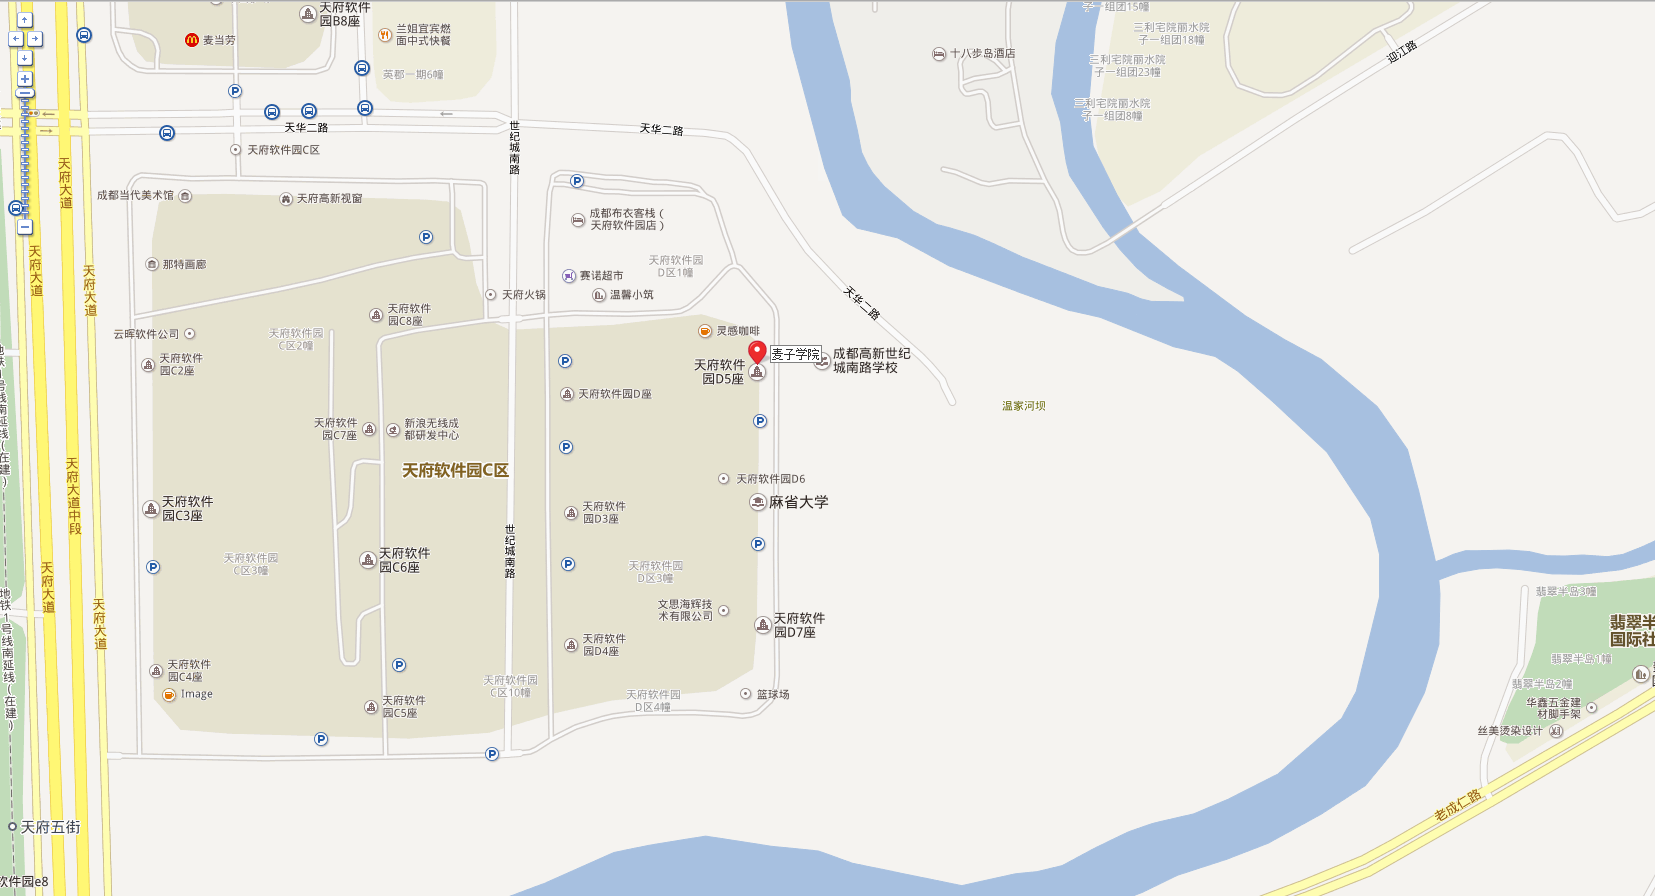 天府软件
园B8座
麦当劳
兰姐宜宾燃
面中式快餐
英郡一期6幢
子一组团15幢
三利宅院丽水院
子一组团18幢
三利宅院丽水院
子一组团23幢
三利宅院丽水院
子一组团8幢
十八步岛酒店
迎江路
天华二路
天华二路
天华二路
世纪城南路
世纪城南路
天府软件园C区
成都当代美术馆
天府高新视窗
那特画廊
成都布衣客栈（
天府软件园店）
天府软件园
D区1幢
赛诺超市
温馨小筑
天府火锅
天府软件
园C8座
云晖软件公司
天府软件园
C区2幢
天府软件
园C2座
灵感咖啡
麦子学院
天府软件
园D5座
成都高新世纪
城南路学校
天府软件园D座
温家河坝
天府软件
园C7座
新浪无线成
都研发中心
天府软件园C区
天府软件园D6
麻省大学
天府软件
园C3座
天府软件
园D3座
天府软件园
C区3幢
天府软件
园C6座
天府软件园
D区3幢
文思海辉技
术有限公司
天府软件
园D7座
天府软件
园D4座
天府软件
园C4座
Image
天府软件园
C区10幢
天府软件园
D区4幢
篮球场
天府软件
园C5座
翡翠半岛3幢
翡翠半
国际社
翡翠半岛1幢
翡翠半岛2幢
华鑫五金建
材脚手架
丝美烫染设计
老成仁路
天府大道
天府大道
天府大道
天府大道中段
天府大道
天府大道
地铁1号线南延线(在建)
地铁1号线南延线(在建)
天府五街
软件园e8
P
P
P
P
P
P
P
P
P
P
P
P